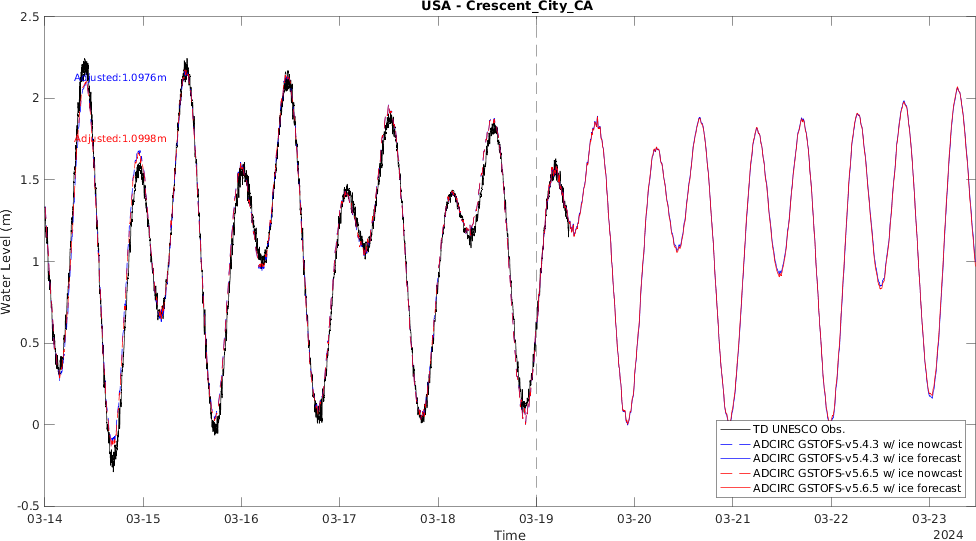 USA - Crescent_City_CA
2.5
2
1.5
1
0.5
0
-0.5
Water Level (m)
Adjusted:1.0976m
Adjusted:1.0998m
TD UNESCO Obs.
ADCIRC GSTOFS-v5.4.3 w/ ice nowcast
ADCIRC GSTOFS-v5.4.3 w/ ice forecast
ADCIRC GSTOFS-v5.6.5 w/ ice nowcast
ADCIRC GSTOFS-v5.6.5 w/ ice forecast
03-14 03-15 03-16 03-17 03-18 03-19 03-20 03-21 03-22 03-23
Time
2024